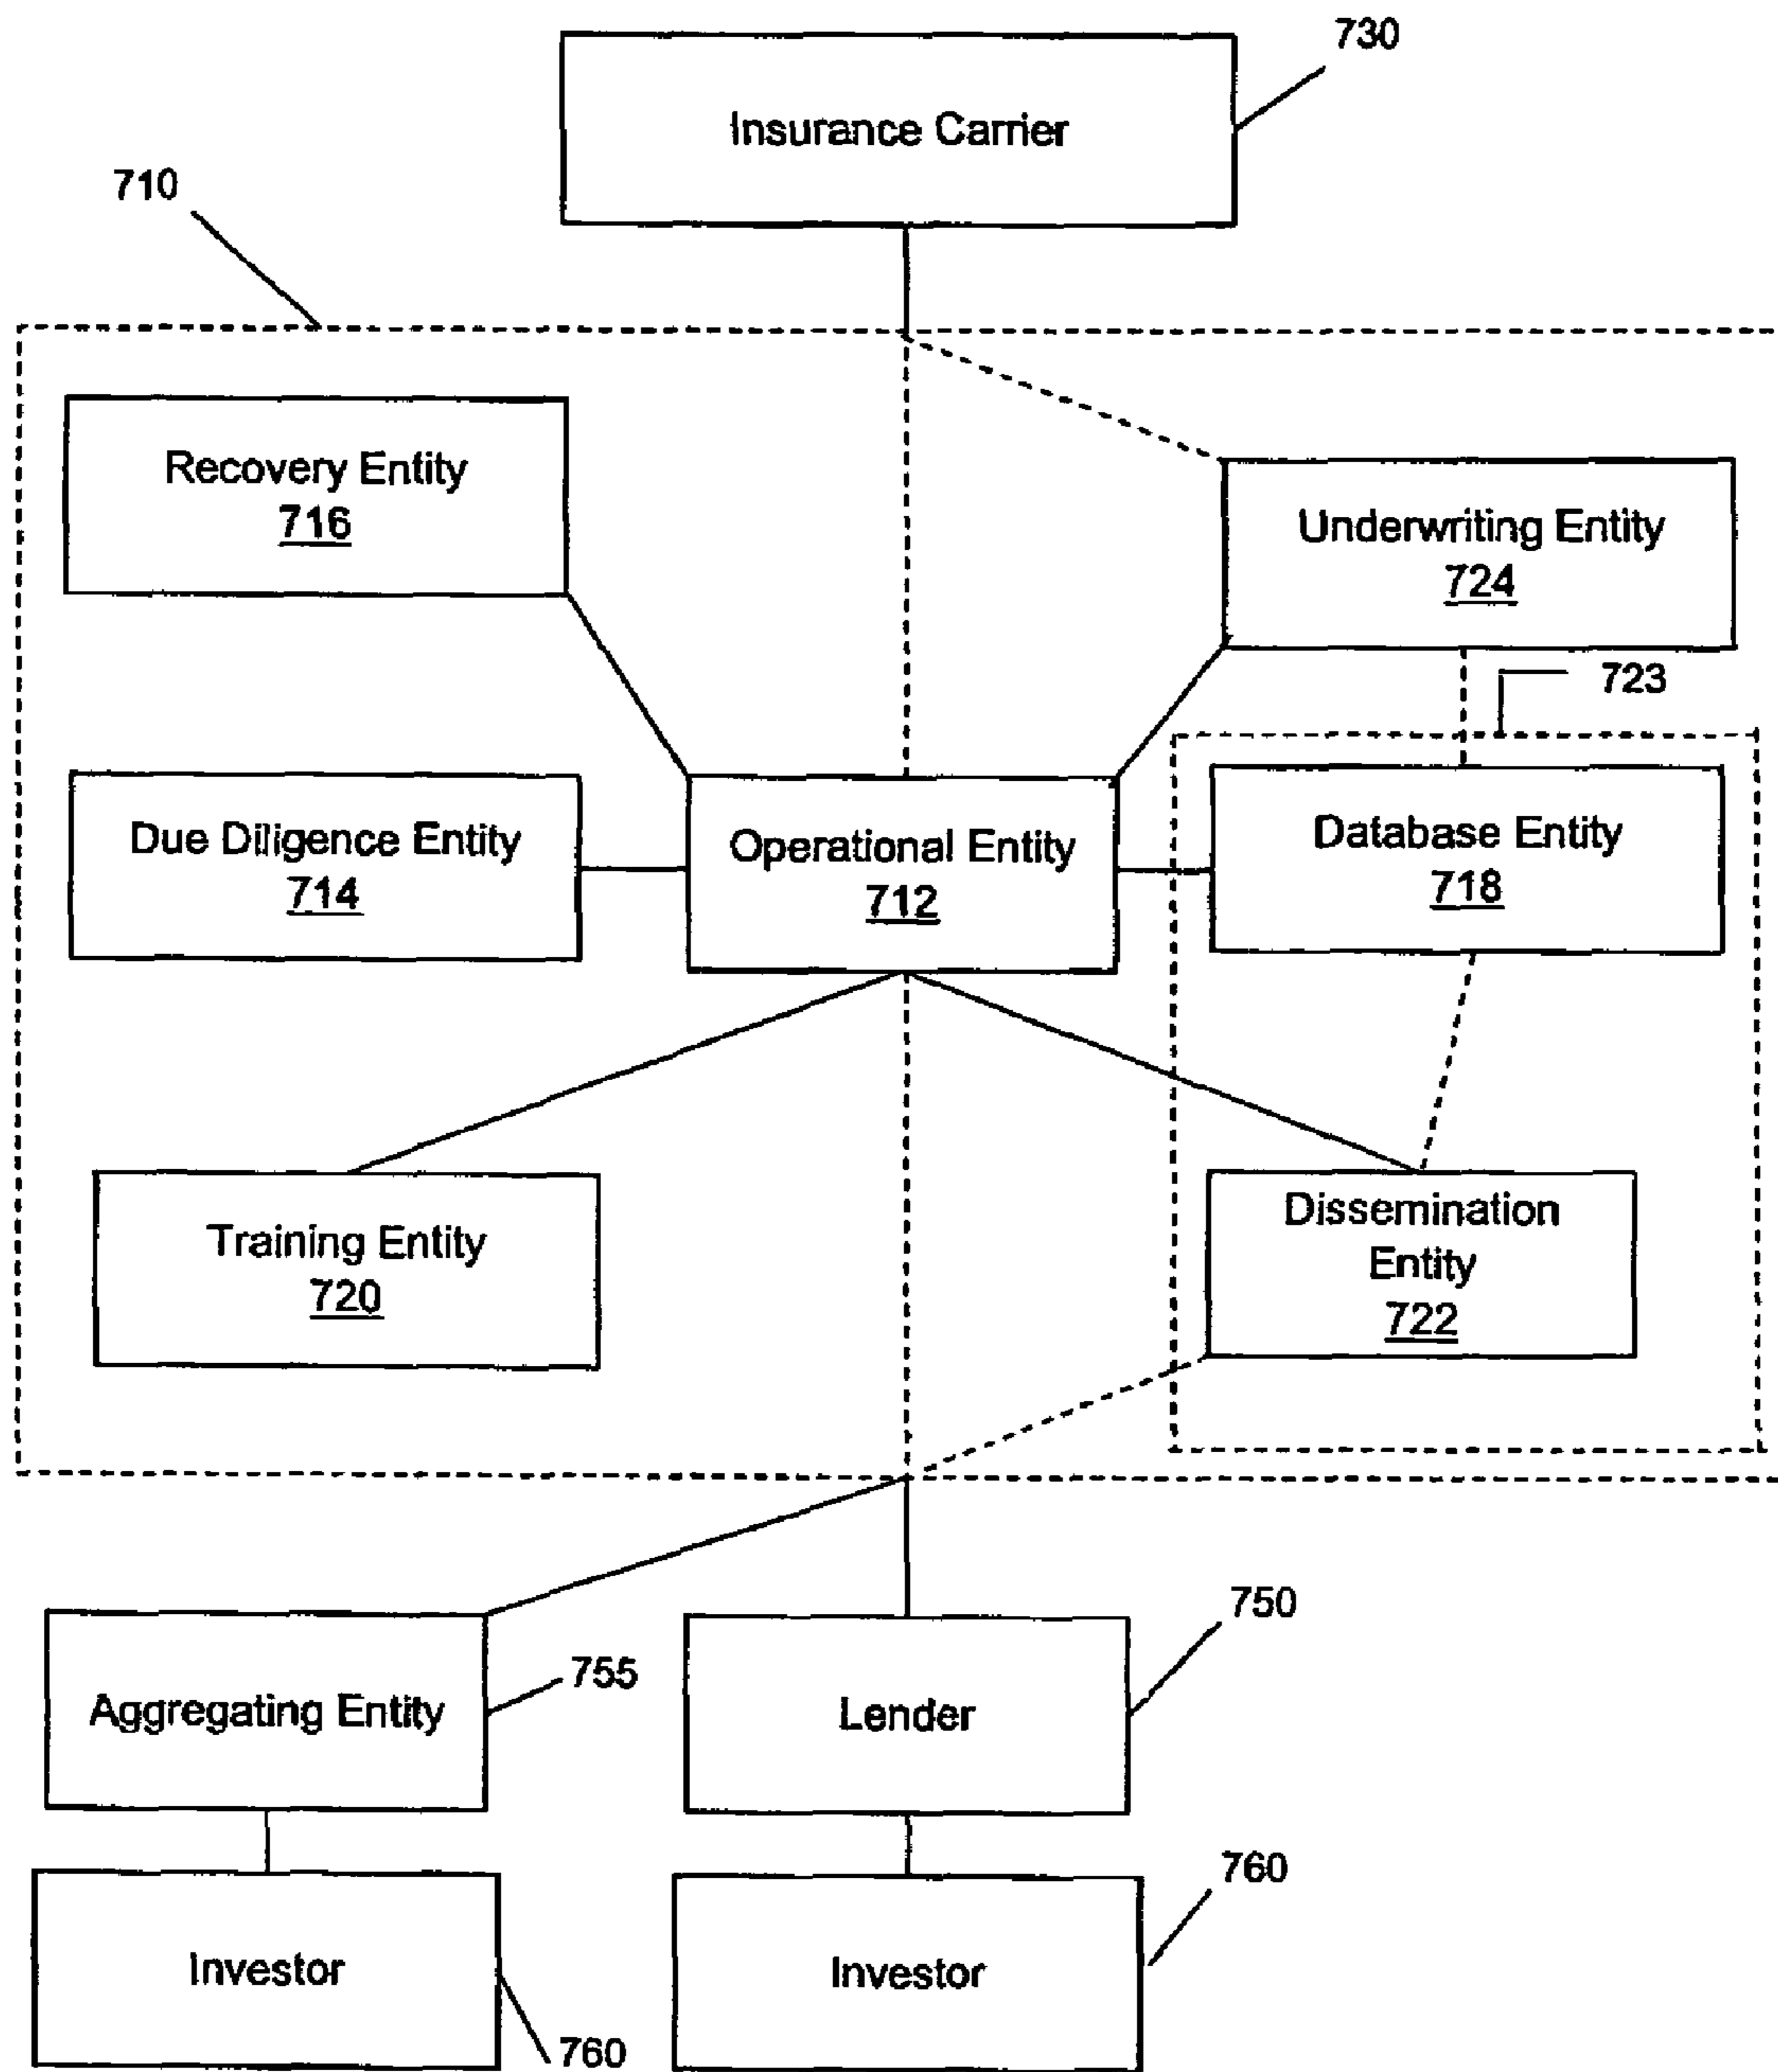 730
Insurance Carrier
710
Recovery Entity
716
Underwriting Entity
724
723
Due Diligence Entity
714
Operational Entity
712
Database Entity
718
Training Entity
720
Dissemination
Entity
722
750
755
Aggregating Entity
Lender
760
Investor
Investor
760